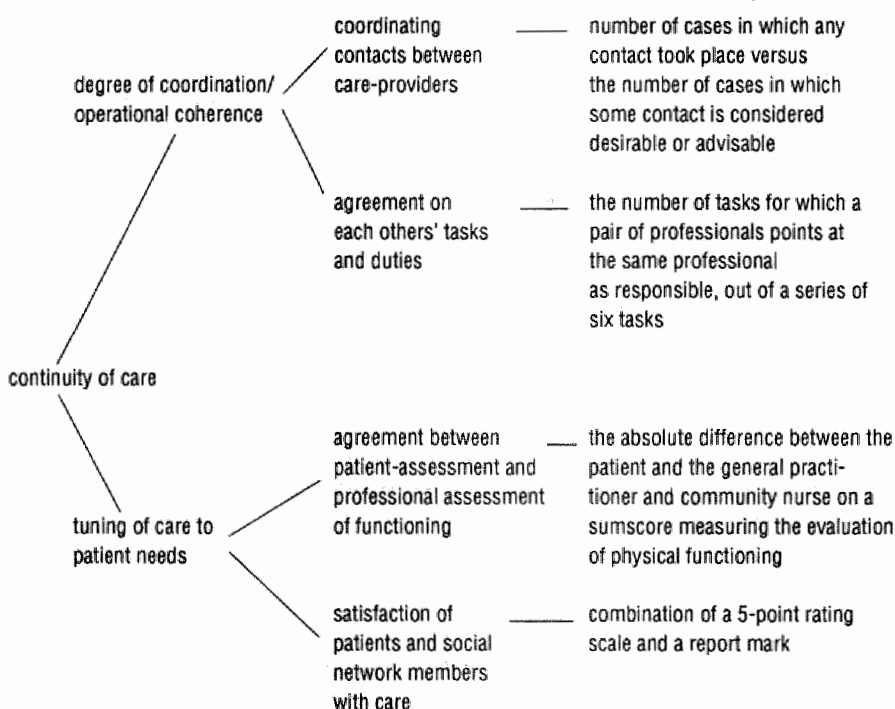 coordinating
contacts between
care-providers
number of cases in which any
contact took place versus
the number of cases in which
some contact is considered
desirable or advisable
degree of coordination/
operational coherence
agreement on
each others' tasks
and duties
the number of tasks for which a
pair of professionals points at
the same professional
as responsible, out of a series of
six tasks
continuity of care
agreement between
patient-assessment and
professional assessment
of functioning
the absolute difference between the
patient and the general practi-
tioner and community nurse on a
sumscore measuring the evaluation
of physical functioning
tuning of care to
patient needs
satisfaction of
patients and social
network members
with care
combination of a 5-point rating
scale and a report mark